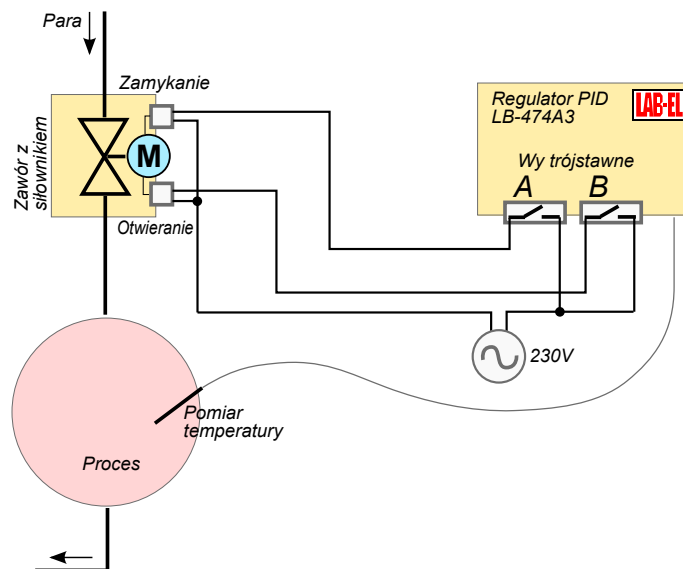 Para
Zamykanie
Zawór z
siłownikiem
M
Otwieranie
Regulator PID
LB-474A3
LAB-EL
Wy trójstawne
A B
230V
Pomiar
temperatury
Proces